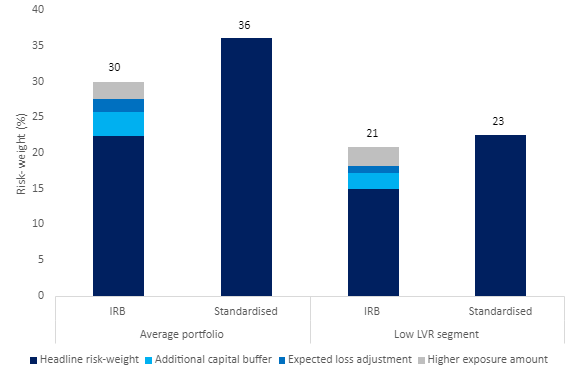 40
35
30
25
20
15
10
5
0
Risk-weight (%)
30
36
21
23
IRB
Standardised
IRB
Standardised
Average portfolio
Low LVR segment
Headline risk-weight
Additional capital buffer
Expected loss adjustment
Higher exposure amount